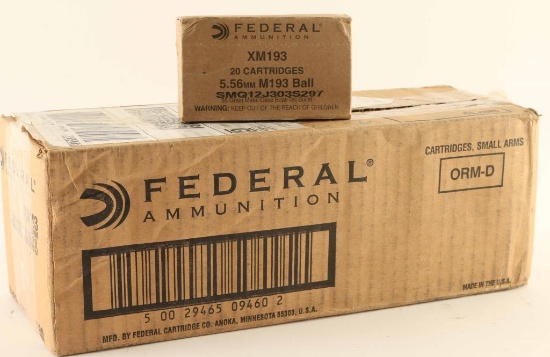 FEDERAL®
AMMUNITION
XM193
20 CARTRIDGES
5.56MM M193 Ball
SMQ12J303S297
WARNING: KEEP OUT OF THE REACH OF CHILDREN
FEDERAL®
AMMUNITION
CARTRIDGES, SMALL ARMS
ORM-D
5 00 29465 09460 2
MFD. BY FEDERAL CARTRIDGE CO. ANOKA, MINNESOTA 55303, U.S.A.
MADE IN THE U.S.A.